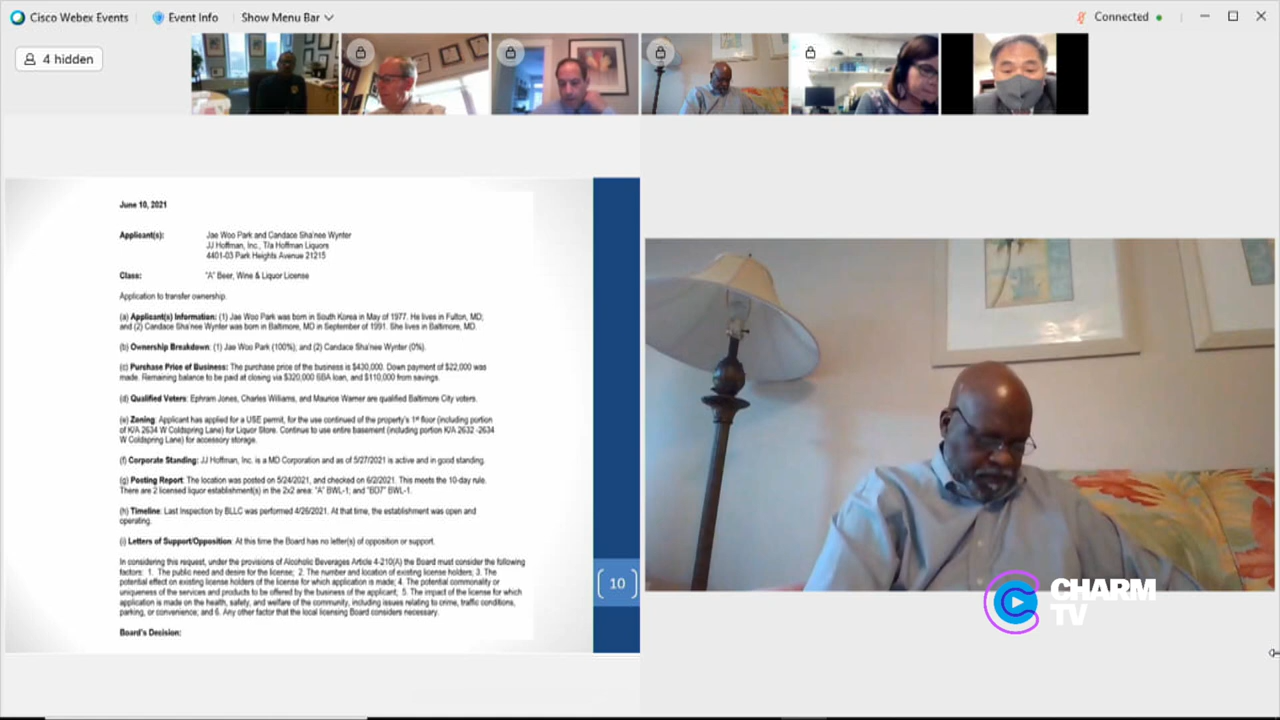 Cisco Webex Events
Event Info
Show Menu Bar
Connected
4 hidden
June 10, 2021
Applicant(s): Jae Woo Park and Candace Sha'nee Wynter
JJ Hoffman, Inc., T/a Hoffman Liquors
4401-03 Park Heights Avenue 21215
Class: "A" Beer, Wine & Liquor License
Application to transfer ownership.
(a) Applicant(s) Information: (1) Jae Woo Park was born in South Korea in May of 1977. He lives in Fulton, MD;
and (2) Candace Sha'nee Wynter was born in Baltimore, MD in September of 1991. She lives in Baltimore, MD.
(b) Ownership Breakdown: (1) Jae Woo Park (100%), and (2) Candace Sha'nee Wynter (0%).
(c) Purchase Price of Business: The purchase price of the business is $430,000. Down payment of $22,000 was
made. Remaining balance to be paid at closing via $320,000 SBA loan, and $110,000 from savings.
(d) Qualified Voters: Ephram Jones, Charles Williams, and Maurice Warner are qualified Baltimore City voters.
(e) Zoning: Applicant has applied for a USE permit, for the use continued of the property's 1st floor (including portion
of K/A 2634 W Coldspring Lane) for Liquor Store. Continue to use entire basement (including portion K/A 2632 -2634
W Coldspring Lane) for accessory storage.
(f) Corporate Standing: JJ Hoffman, Inc. is a MD Corporation and as of 5/27/2021 is active and in good standing.
(g) Posting Report: The location was posted on 5/24/2021, and checked on 6/2/2021. This meets the 10-day rule.
There are 2 licensed liquor establishment(s) in the 2x2 area: "A" BWL-1; and "BD7" BWL-1.
(h) Timeline: Last Inspection by BLLC was performed 4/26/2021. At that time, the establishment was open and
operating.
(i) Letters of Support/Opposition: At this time the Board has no letter(s) of opposition or support.
In considering this request, under the provisions of Alcoholic Beverages Article 4-210(A) the Board must consider the following
factors: 1. The public need and desire for the license; 2. The number and location of existing license holders; 3. The
potential effect on existing license holders of the license for which application is made; 4. The potential commonality or
uniqueness of the services and products to be offered by the business of the applicant; 5. The impact of the license for which
application is made on the health, safety, and welfare of the community, including issues relating to crime, traffic conditions,
parking, or convenience; and 6. Any other factor that the local licensing Board considers necessary.
Board's Decision:
10
CHARM
TV